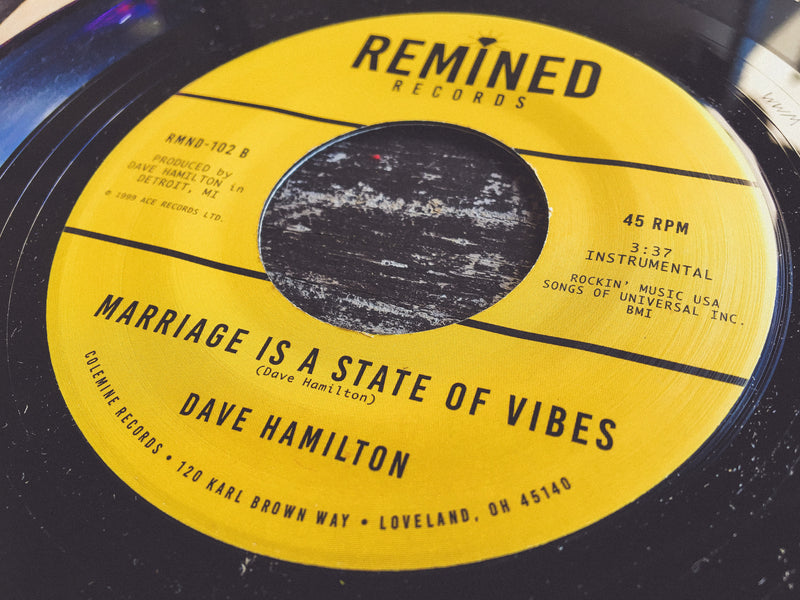 REMINED
RECORDS
RMND-102 B
PRODUCED by
DAVE HAMILTON in
DETROIT, MI
℗ 1999 ACE RECORDS LTD.
45 RPM
3:37
INSTRUMENTAL
ROCKIN' MUSIC USA
SONGS OF UNIVERSAL INC.
BMI
MARRIAGE IS A STATE OF VIBES
(Dave Hamilton)
DAVE HAMILTON
COLEMINE RECORDS • 120 KARL BROWN WAY • LOVELAND, OH 45140